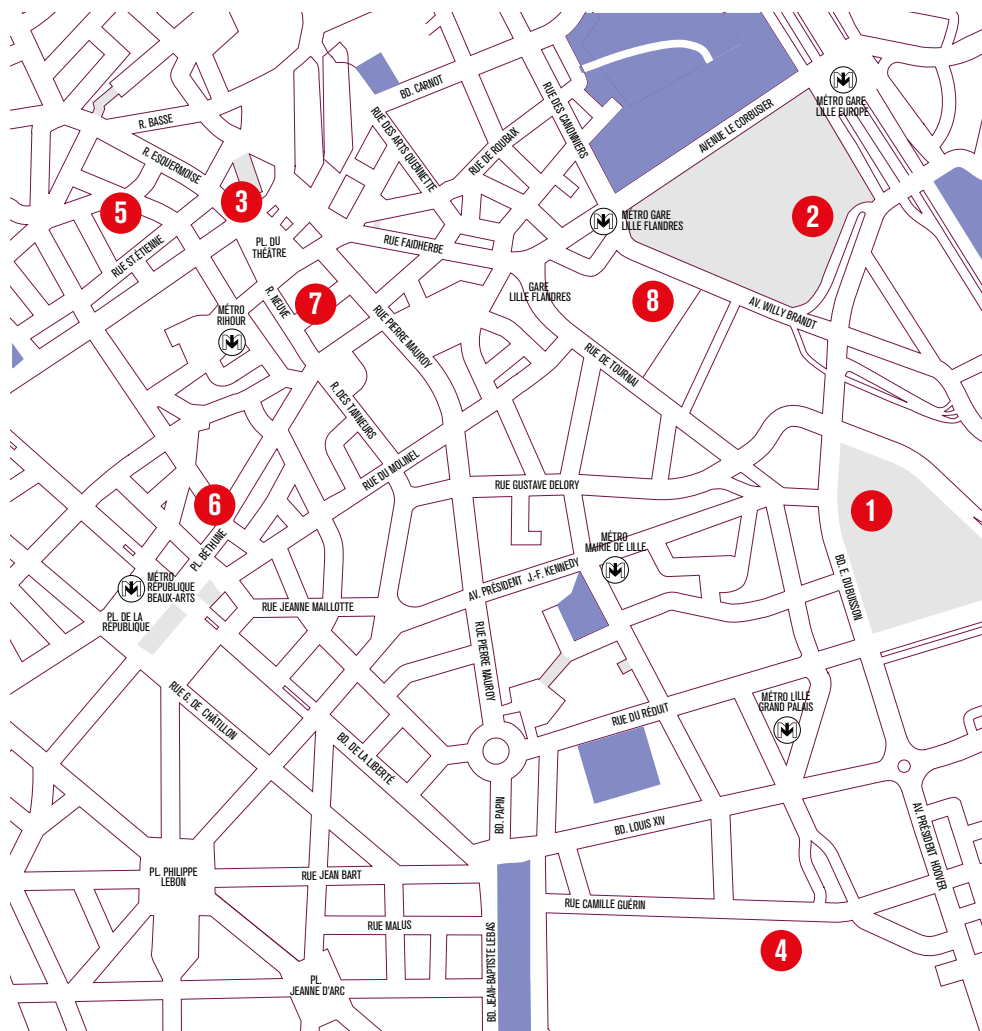 BD. CARNOT
MÉTRO GARE
LILLE EUROPE
R. BASSE
RUE DES ARTS QUENNETTE
RUE DE ROUBAIX
RUE DES CANONNIERS
AVENUE LE CORBUSIER
R. ESQUERMOISE
3
5
2
MÉTRO GARE
LILLE FLANDRES
RUE ST.ÉTIENNE
PL. DU
THÉÂTRE
RUE FAIDHERBE
GARE
LILLE FLANDRES
8
7
R. NEUVE
MÉTRO
RIHOUR
RUE PIERRE MAUROY
AV. WILLY BRANDT
RUE DE TOURNAI
R. DES TANNEURS
RUE DU MOLINEL
RUE GUSTAVE DELORY
6
1
PL. BÉTHUNE
MÉTRO
MAIRIE DE LILLE
AV. PRÉSIDENT J.-F. KENNEDY
MÉTRO
RÉPUBLIQUE
BEAUX-ARTS
PL. DE LA
RÉPUBLIQUE
RUE JEANNE MAILLOTTE
BD. E. DUBUISSON
RUE PIERRE MAUROY
RUE G. DE CHÂTILLON
MÉTRO LILLE
GRAND PALAIS
RUE DU RÉDUIT
BD. DE LA LIBERTÉ
BD. PAPIN
BD. LOUIS XIV
AV. PRÉSIDENT HOOVER
PL. PHILIPPE
LEBON
RUE JEAN BART
RUE CAMILLE GUÉRIN
RUE MALUS
4
PL.
JEANNE D'ARC
BD. JEAN-BAPTISTE LEBAS